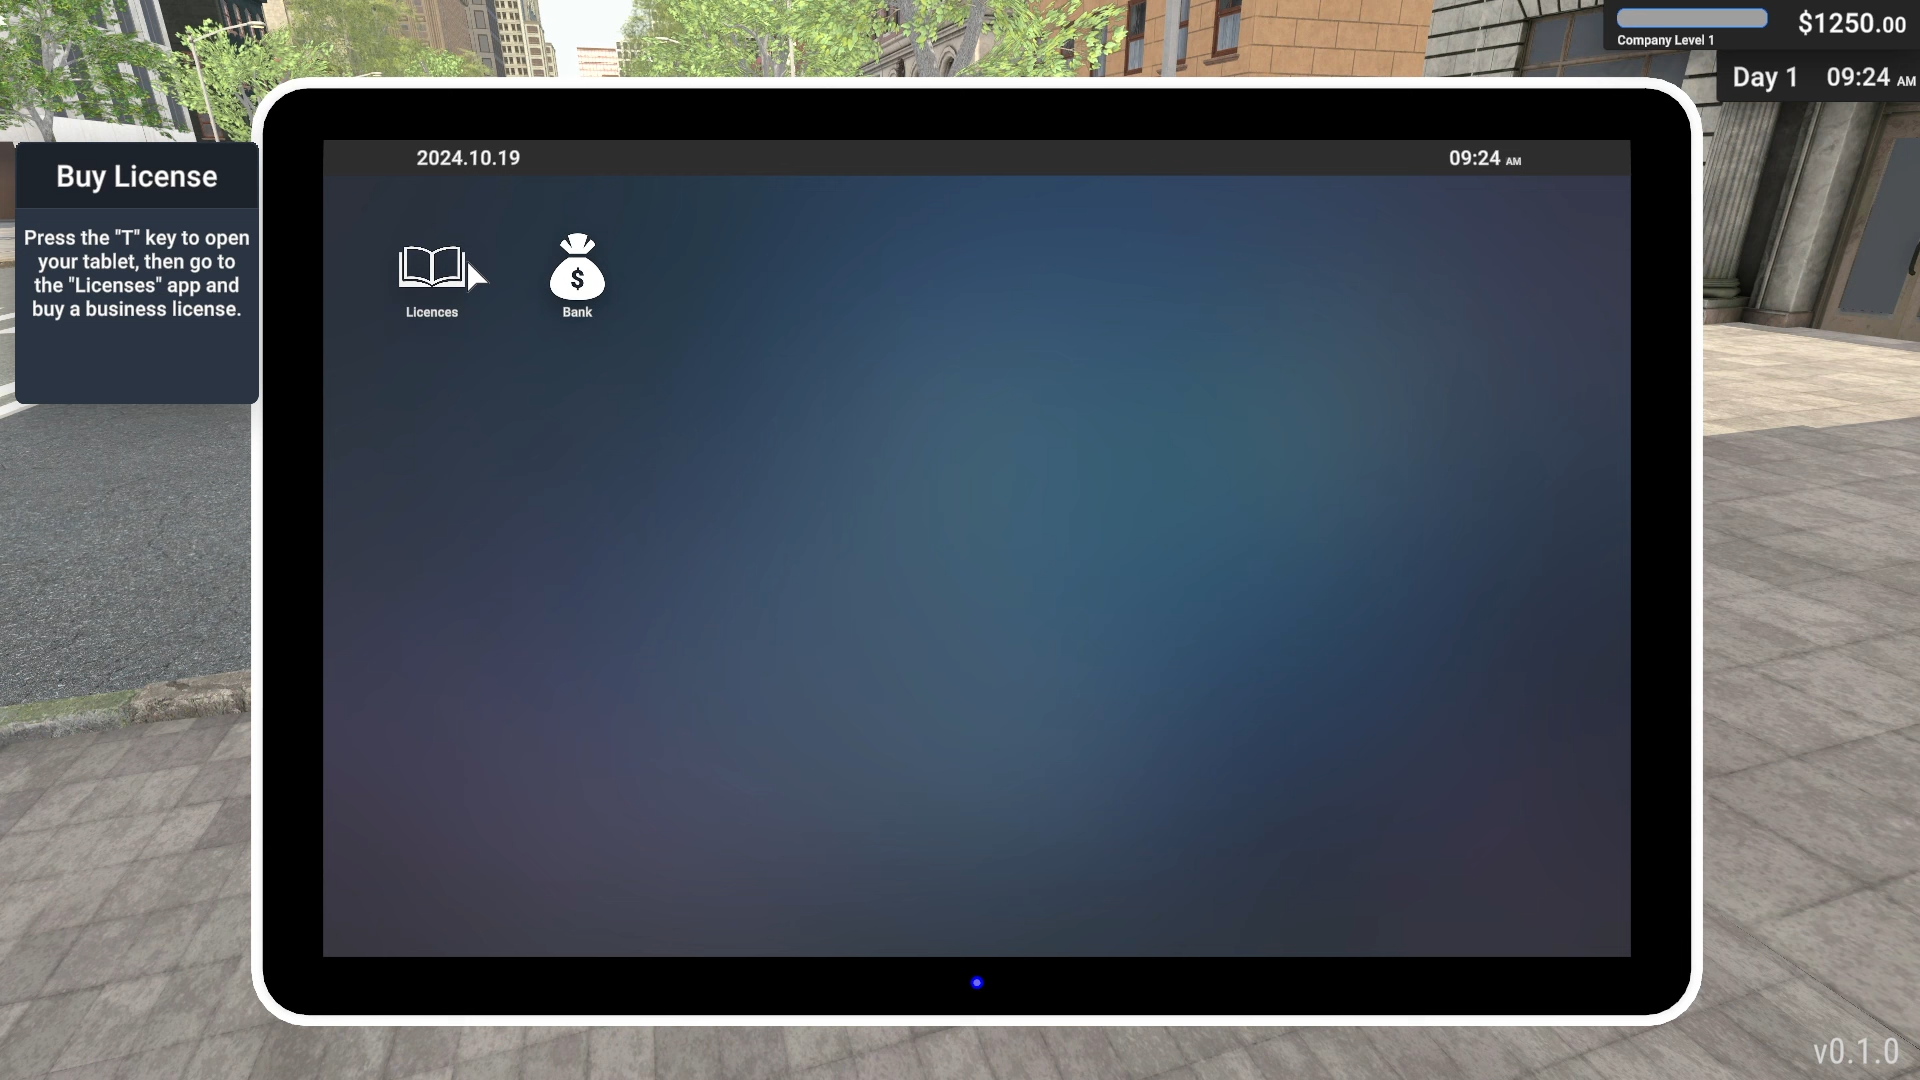 Company Level 1
$1250.00
Day 1 09:24 AM
Buy License
Press the "T" key to open
your tablet, then go to
the "Licenses" app and
buy a business license.
2024.10.19
09:24 AM
$
Licences
Bank
v0.1.0